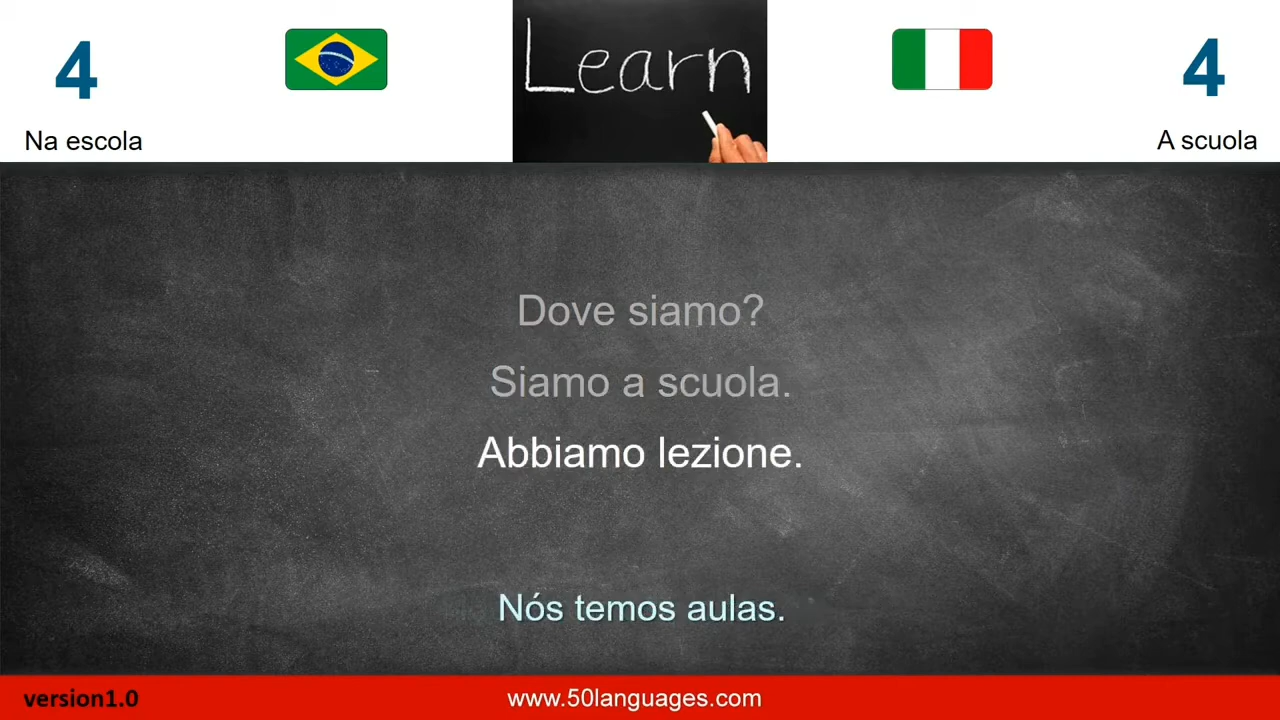 4
Na escola
Learn
4
A scuola
Dove siamo?
Siamo a scuola.
Abbiamo lezione.
Nós temos aulas.
version1.0
www.50languages.com